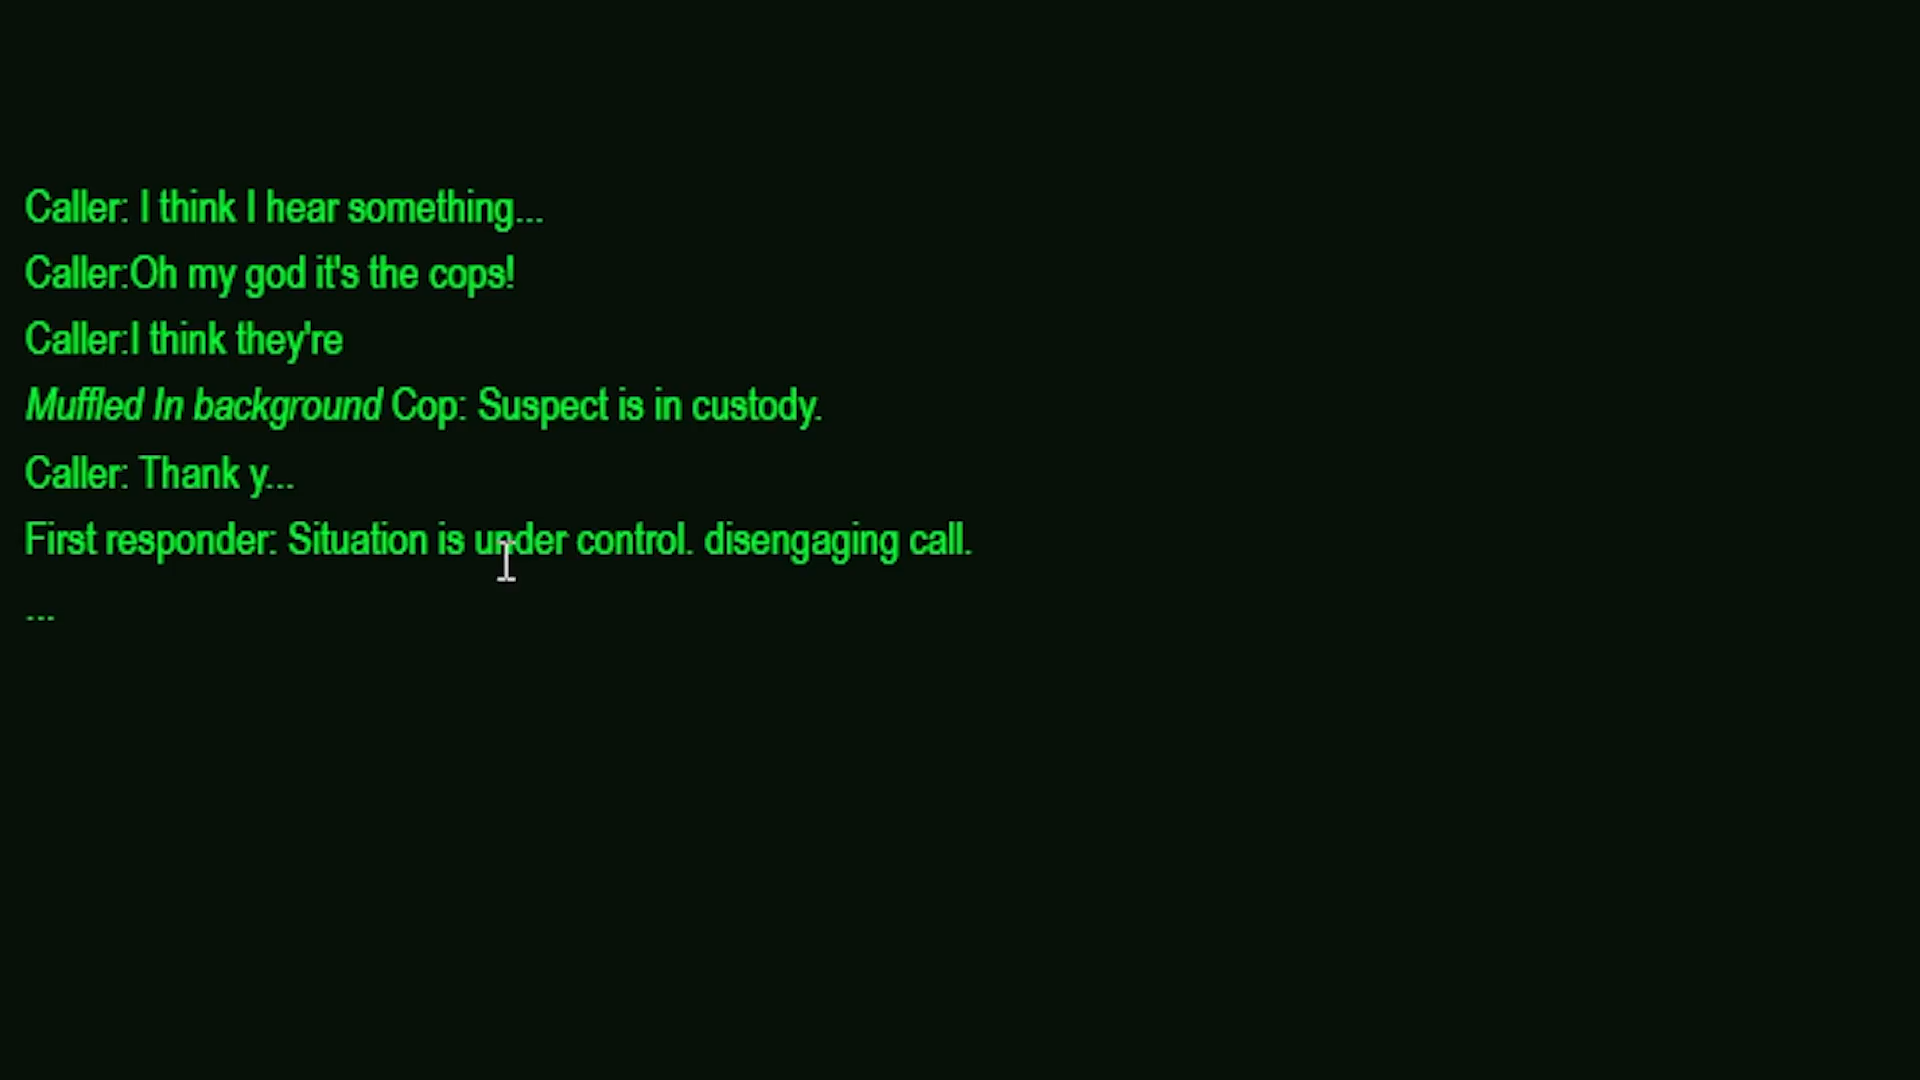 Caller: I think I hear something...
Caller:Oh my god it's the cops!
Caller:I think they're
Muffled In background Cop: Suspect is in custody.
Caller: Thank y...
First responder: Situation is under control. disengaging call.
...